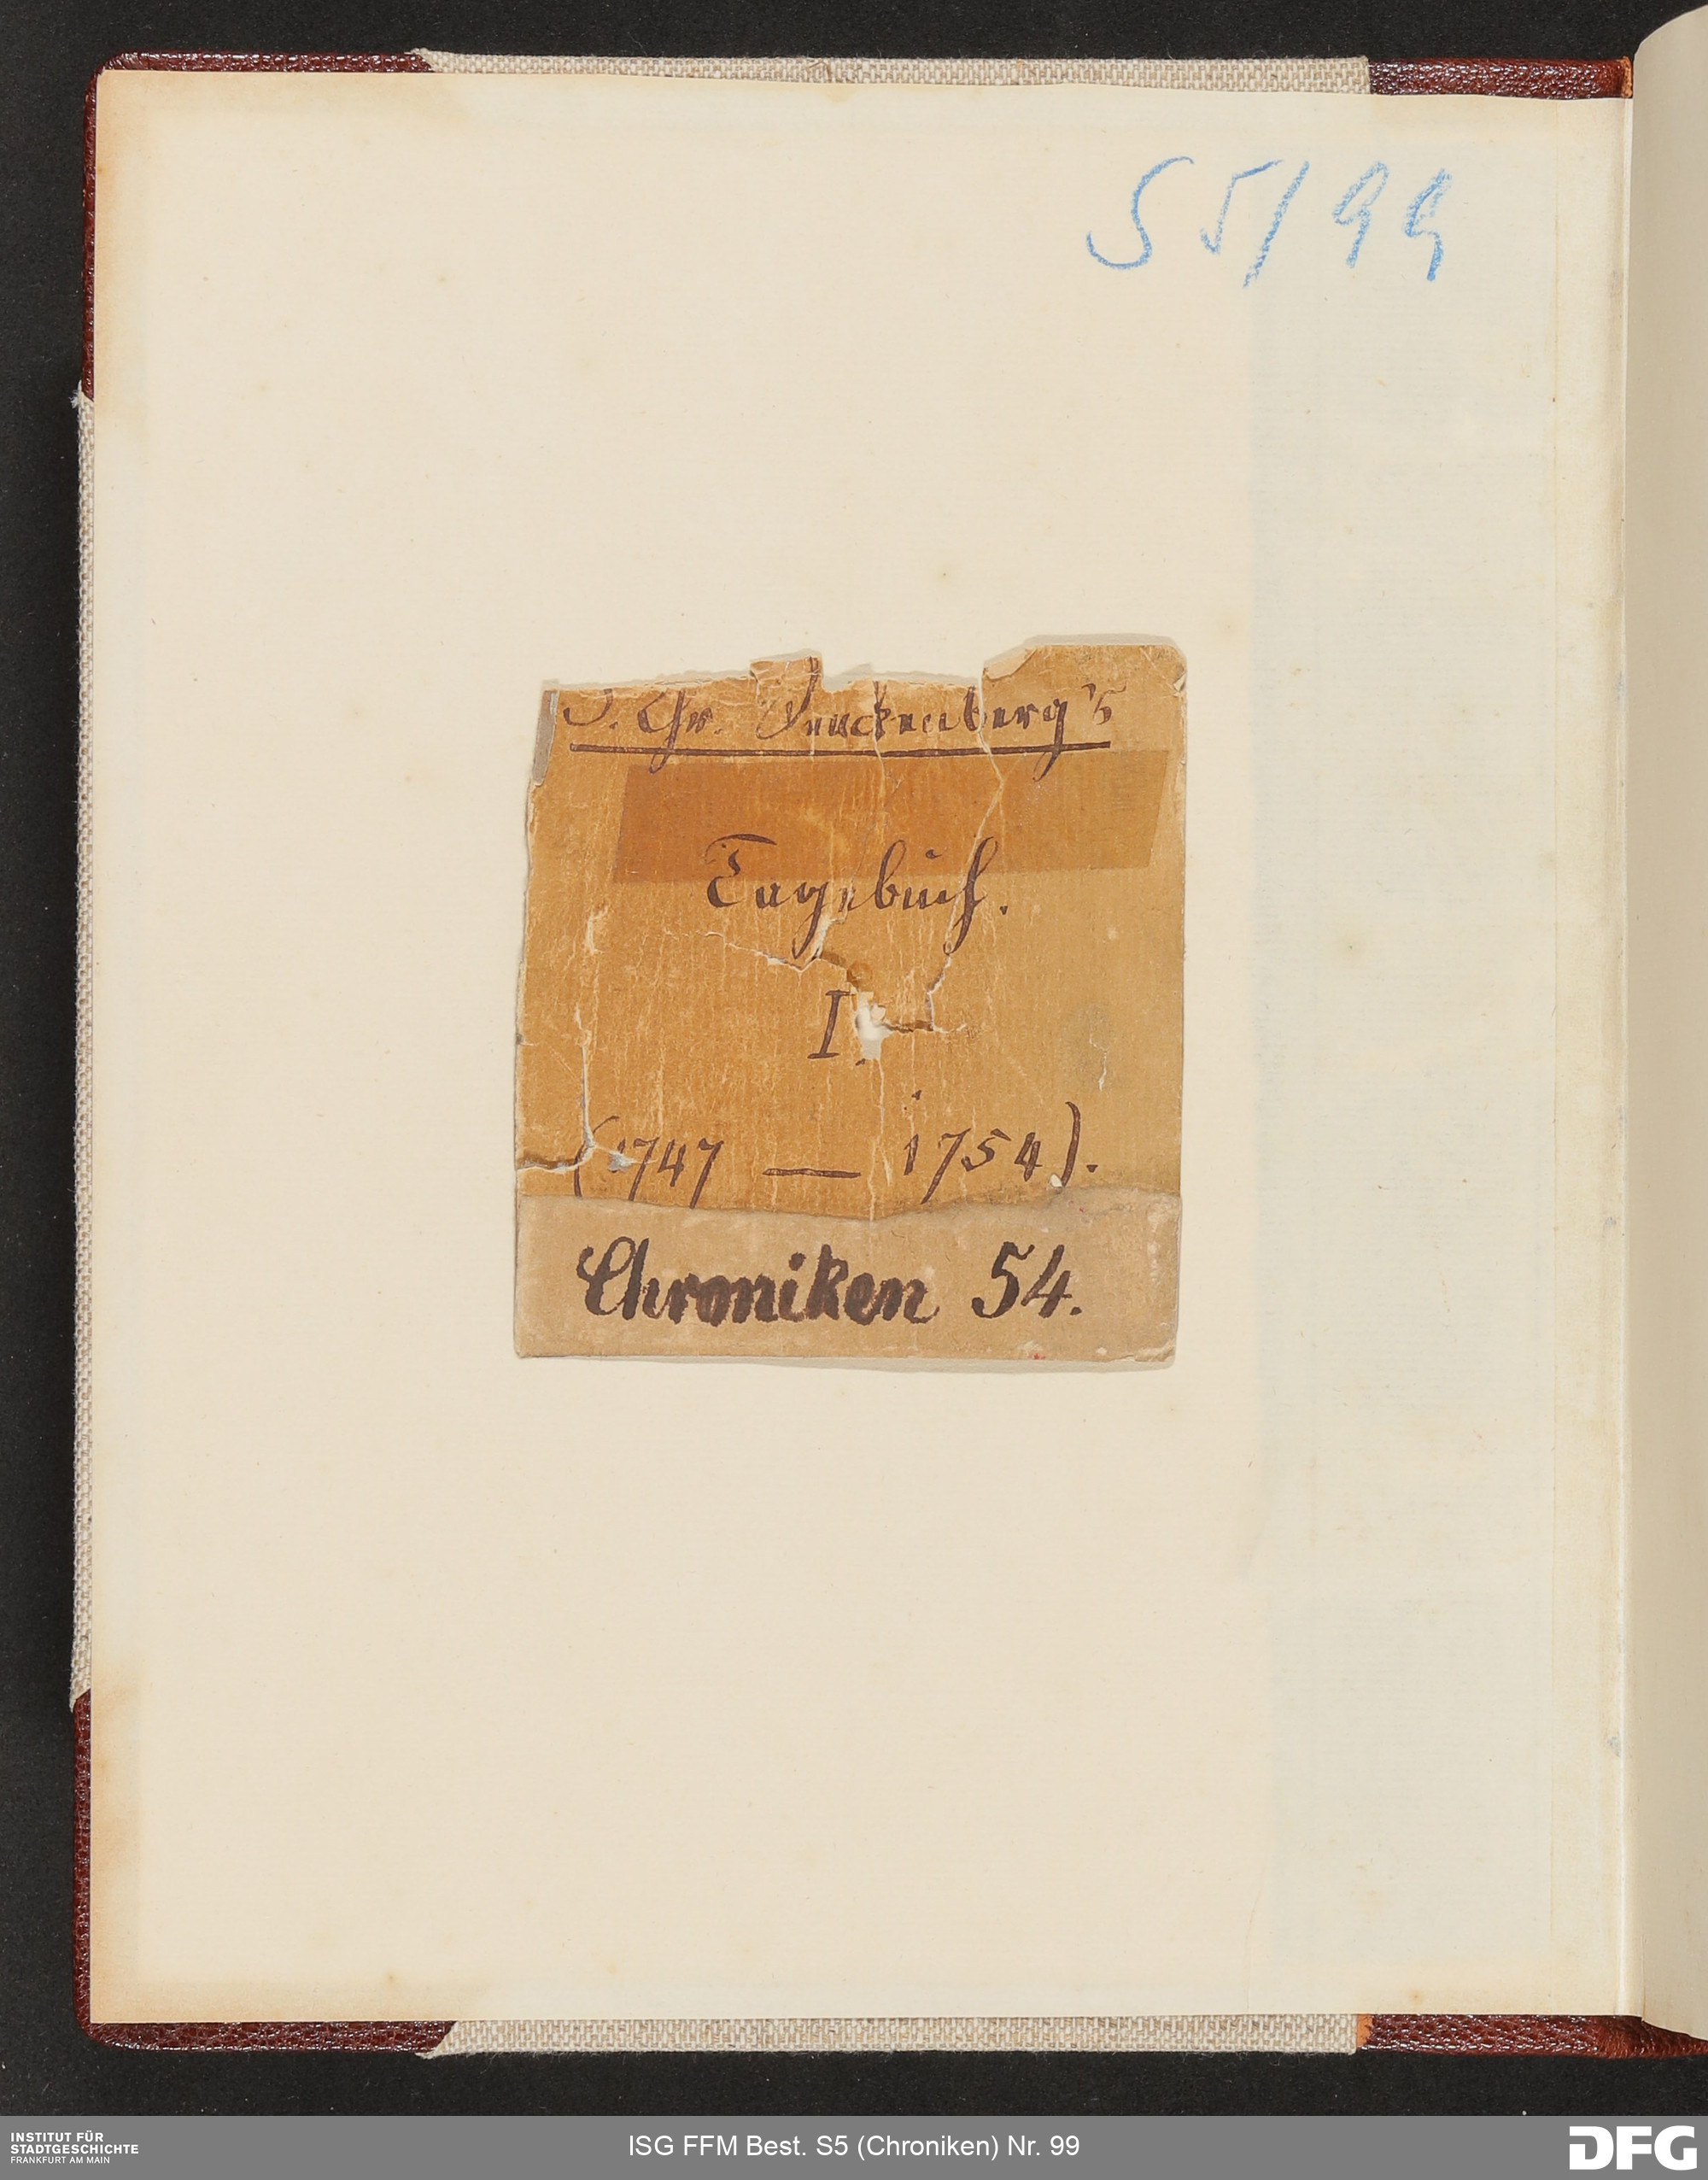 S 5/99
J. Chr. Senckenberg's
Tagebuch.
I.
(1747 — 1754).
Chroniken 54.
INSTITUT FÜR
STADTGESCHICHTE
FRANKFURT AM MAIN
ISG FFM Best. S5 (Chroniken) Nr. 99
DFG